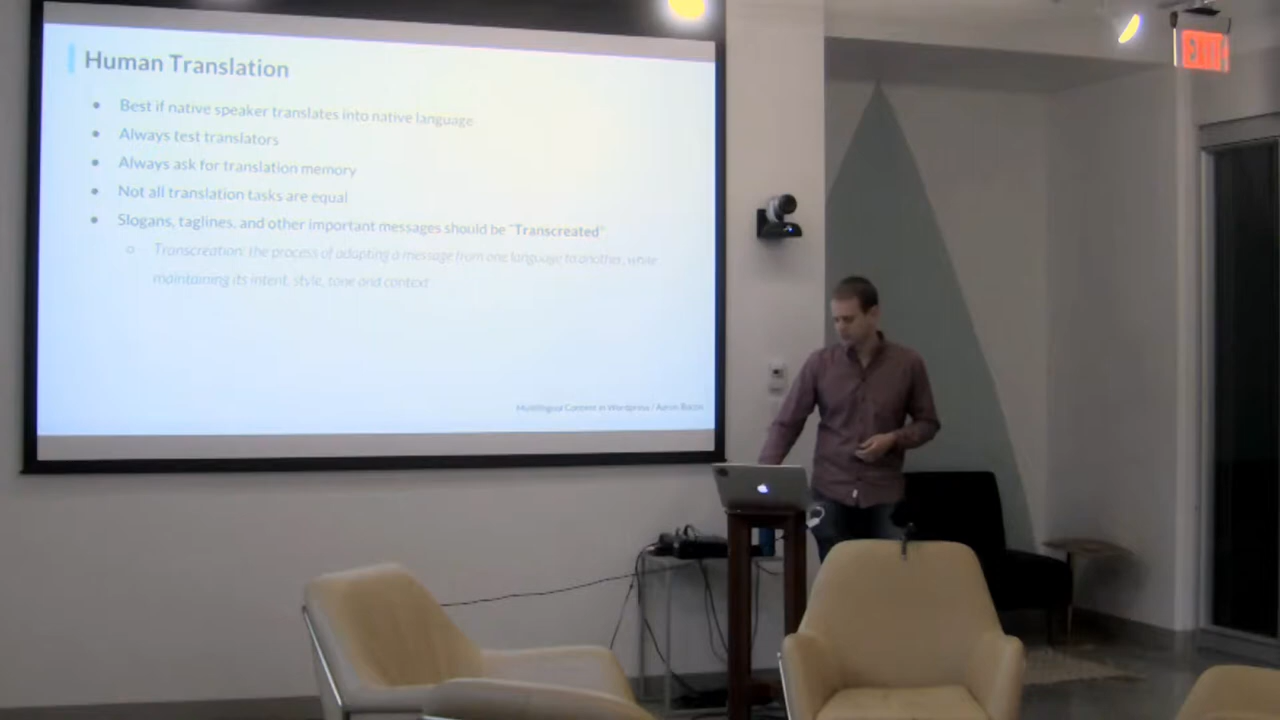 Human Translation
Best if native speaker translates into native language
Always test translators
Always ask for translation memory
Not all translation tasks are equal
Slogans, taglines, and other important messages should be "Transcreated"
Transcreation: the process of adapting a message from one language to another, while
maintaining its intent, style, tone and context
Multilingual Content in Wordpress / Aaron
EXIT